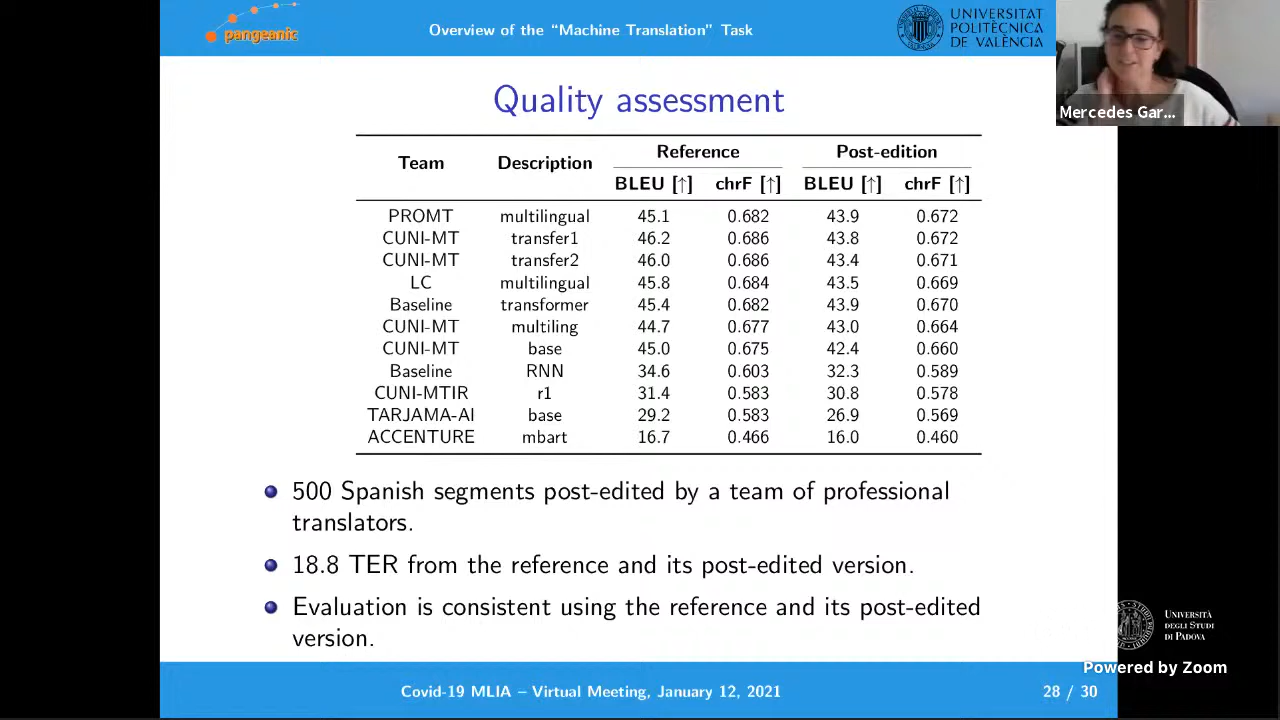 pangeanic
Overview of the “Machine Translation” Task
UNIVERSITAT
POLITÈCNICA
DE VALÈNCIA
Mercedes Gar...
Quality assessment
Team Description Reference Post-edition
BLEU [↑] chrF [↑] BLEU [↑] chrF [↑]
PROMT multilingual 45.1 0.682 43.9 0.672
CUNI-MT transfer1 46.2 0.686 43.8 0.672
CUNI-MT transfer2 46.0 0.686 43.4 0.671
LC multilingual 45.8 0.684 43.5 0.669
Baseline transformer 45.4 0.682 43.9 0.670
CUNI-MT multiling 44.7 0.677 43.0 0.664
CUNI-MT base 45.0 0.675 42.4 0.660
Baseline RNN 34.6 0.603 32.3 0.589
CUNI-MTIR r1 31.4 0.583 30.8 0.578
TARJAMA-AI base 29.2 0.583 26.9 0.569
ACCENTURE mbart 16.7 0.466 16.0 0.460
500 Spanish segments post-edited by a team of professional
translators.
18.8 TER from the reference and its post-edited version.
Evaluation is consistent using the reference and its post-edited
version.
UNIVERSITÀ
DEGLI STUDI
DI PADOVA
Powered by Zoom
Covid-19 MLIA – Virtual Meeting, January 12, 2021
28 / 30